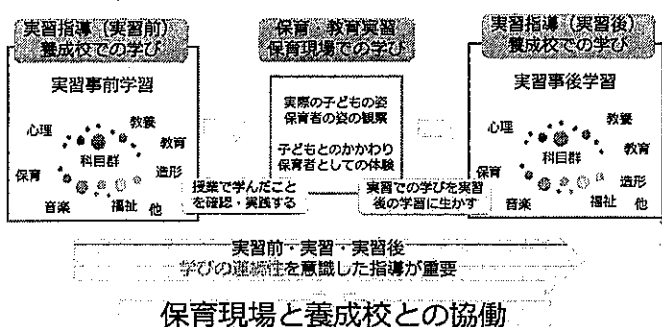 実習指導（実習前）
養成校での学び
実習事前学習
心理
教養
教育
科目群
保育
造形
音楽
福祉
他
授業で学んだこと
を確認・実践する
保育・教育実習
保育現場での学び
実際の子どもの姿
保育者の姿の観察
子どもとのかかわり
保育者としての体験
実習での学びを実習
後の学習に生かす
実習指導（実習後）
養成校での学び
実習事後学習
心理
教養
教育
科目群
保育
造形
音楽
福祉
他
実習前・実習・実習後
学びの連続性を意識した指導が重要
保育現場と養成校との協働